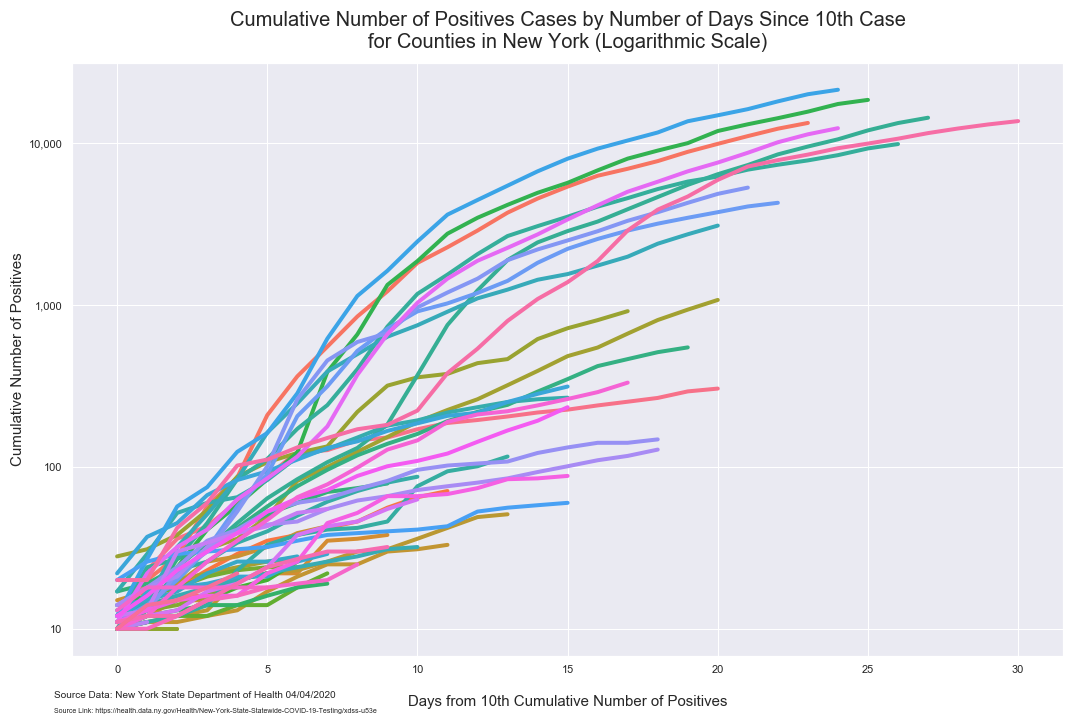 Cumulative Number of Positives Cases by Number of Days Since 10th Case
for Counties in New York (Logarithmic Scale)
Cumulative Number of Positives
10,000
1,000
100
10
0 5 10 15 20 25 30
Days from 10th Cumulative Number of Positives
Source Data: New York State Department of Health 04/04/2020
Source Link: https://health.data.ny.gov/Health/New-York-State-Statewide-COVID-19-Testing/xdss-u53e